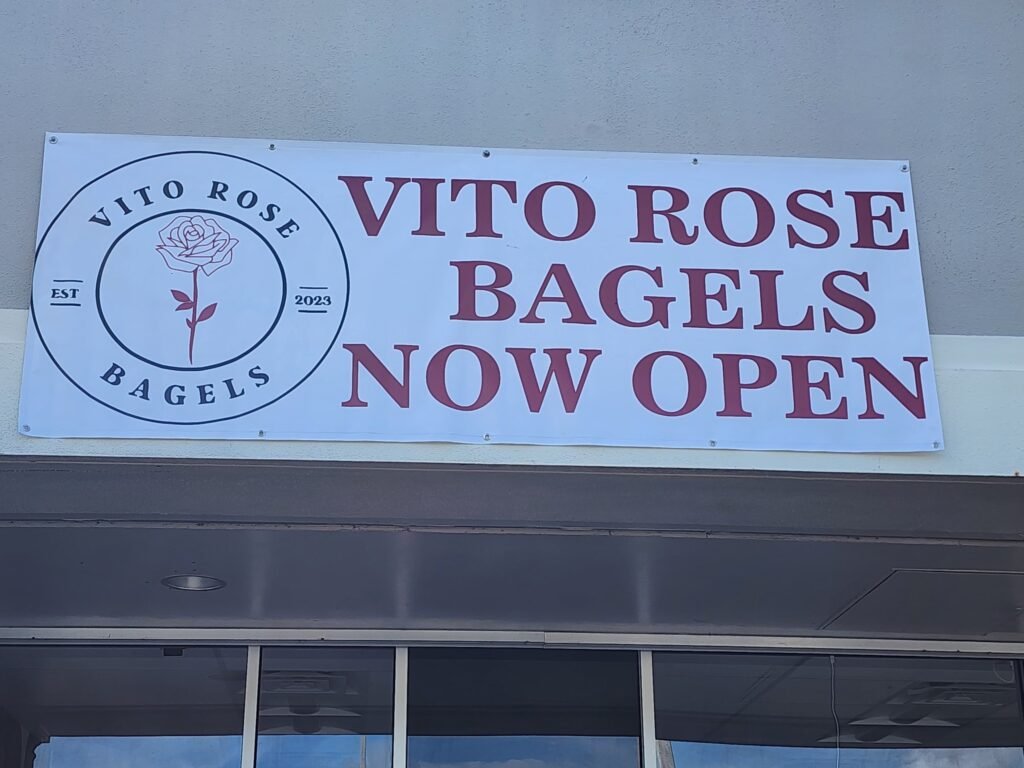 VITO ROSE
EST 2023
BAGELS
VITO ROSE
BAGELS
NOW OPEN